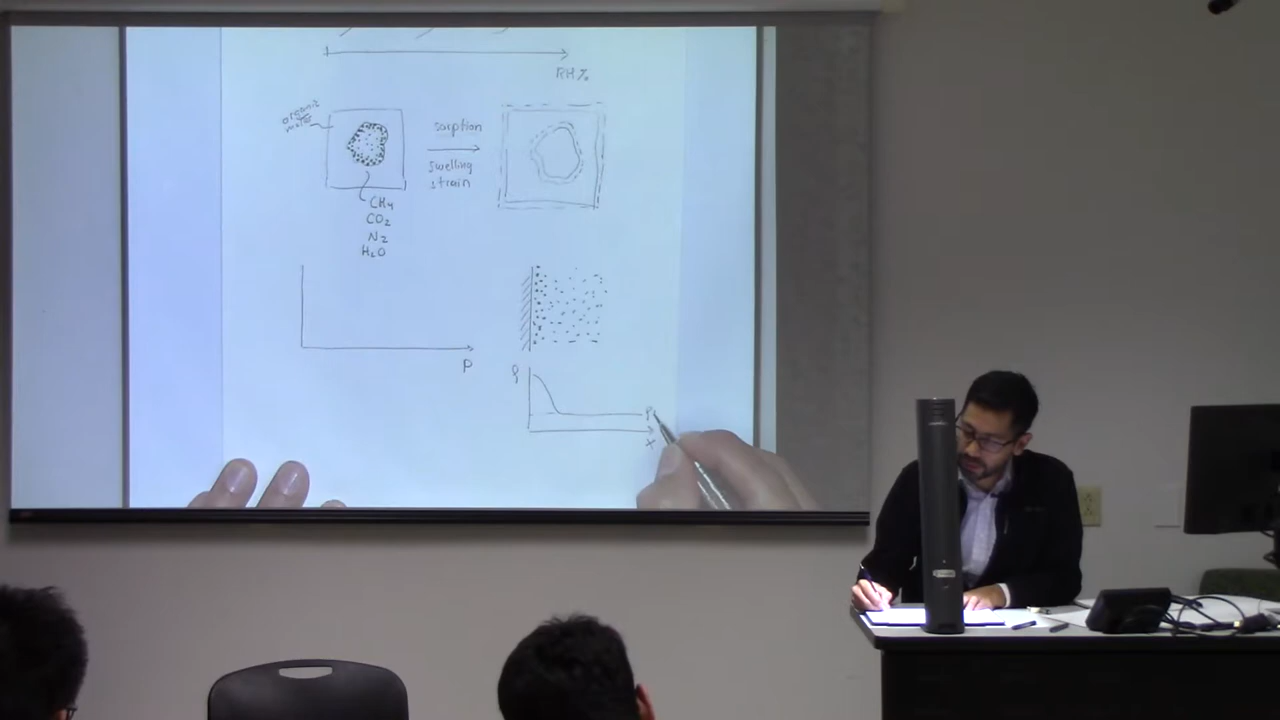 RH%
organic
matter
sorption
swelling
strain
CH4
CO2
N2
H2O
P
ρ
x